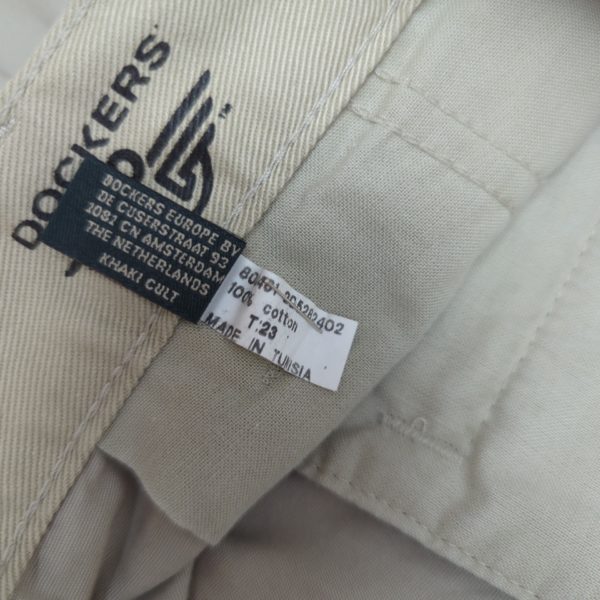 DOCKERS
TM
DOCKERS EUROPE BV
DE CUSERSTRAAT 93
1081 CN AMSTERDAM
THE NETHERLANDS
KHAKI CULT
100% cotton
T:23
MADE IN TUNISIA